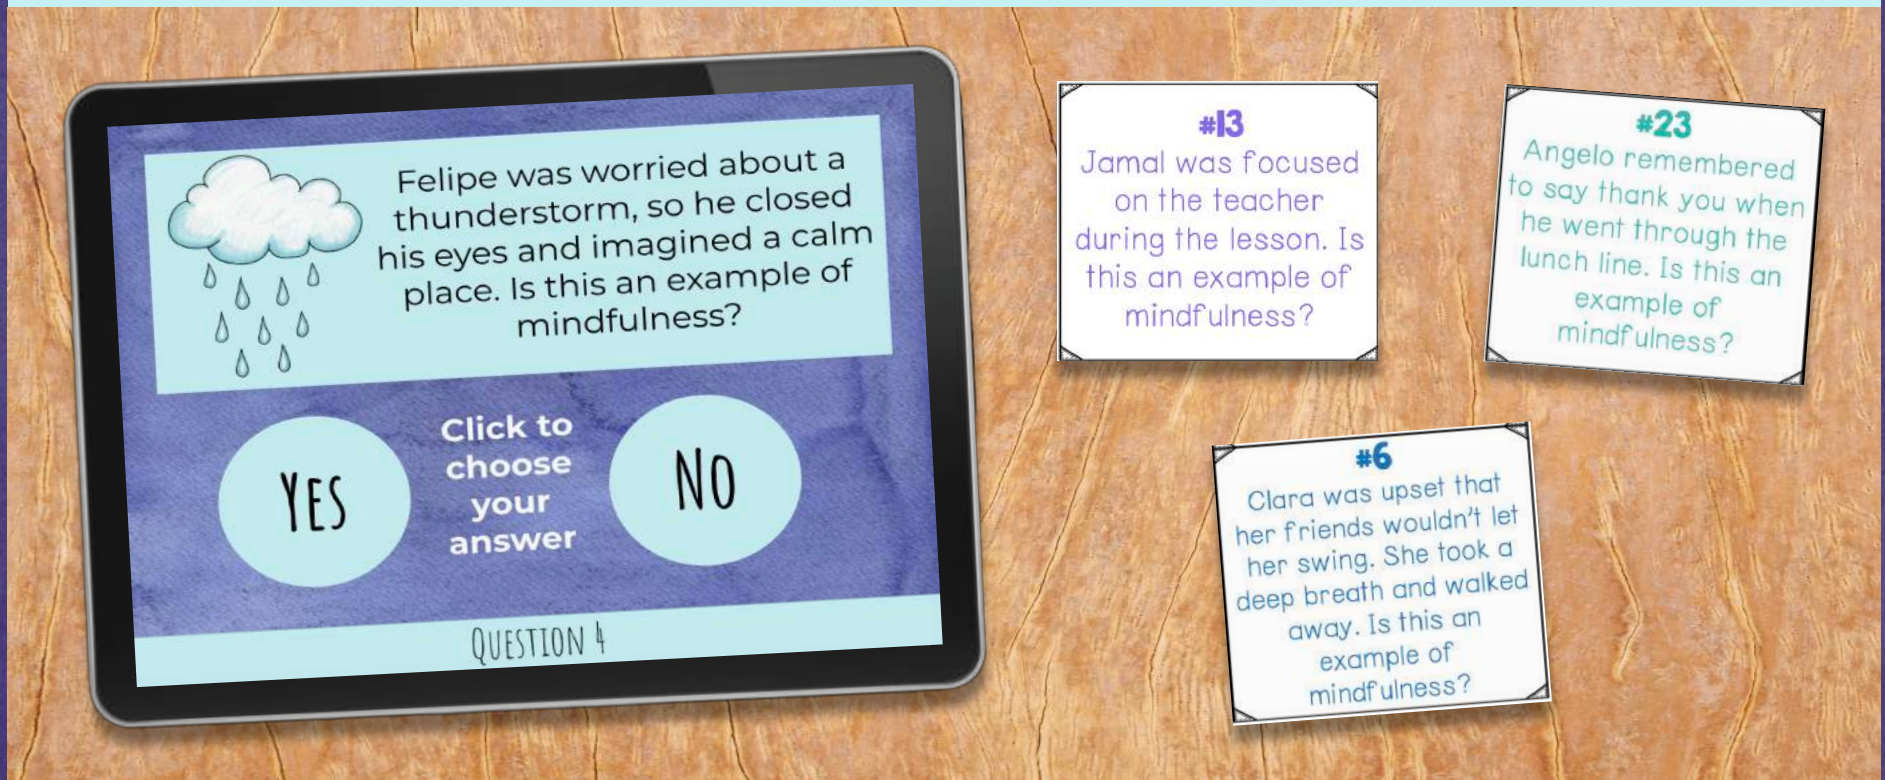 Felipe was worried about a
thunderstorm, so he closed
his eyes and imagined a calm
place. Is this an example of
mindfulness?
YES
Click to
choose
your
answer
NO
QUESTION 4
#13
Jamal was focused
on the teacher
during the lesson. Is
this an example of
mindfulness?
#23
Angelo remembered
to say thank you when
he went through the
lunch line. Is this an
example of
mindfulness?
#6
Clara was upset that
her friends wouldn't let
her swing. She took a
deep breath and walked
away. Is this an
example of
mindfulness?